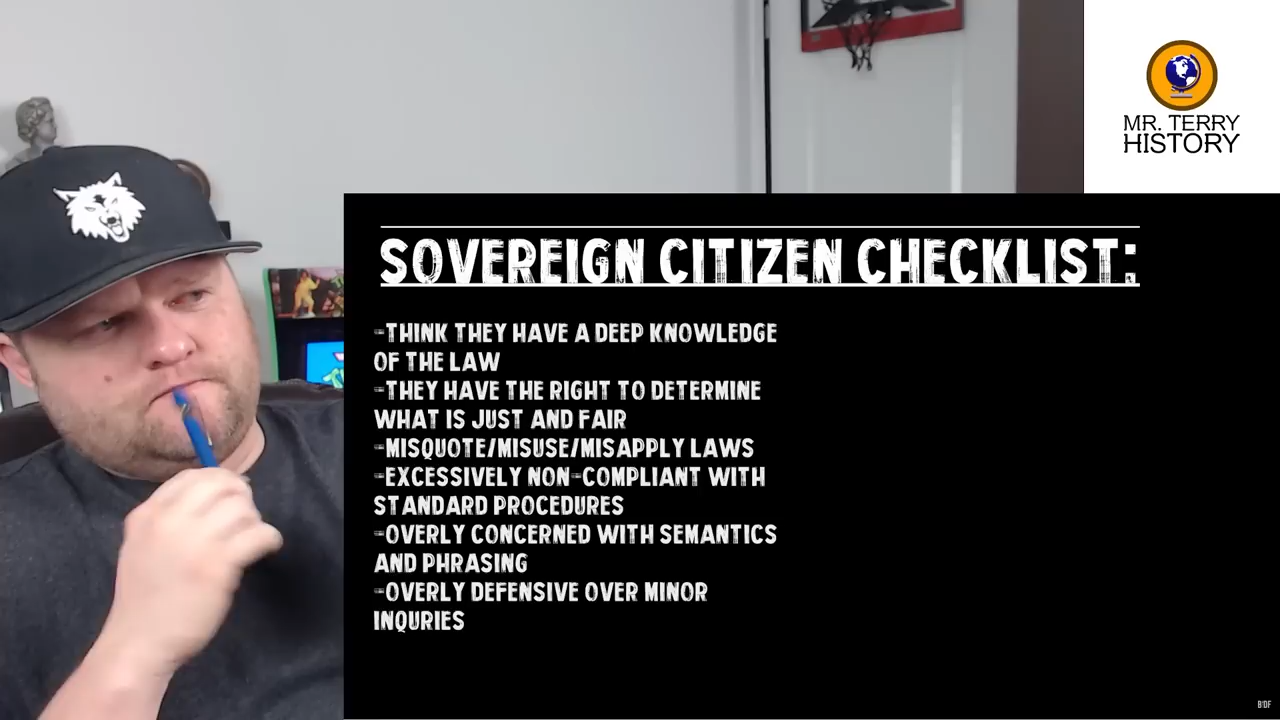 MR. TERRY
HISTORY
SOVEREIGN CITIZEN CHECKLIST:
-THINK THEY HAVE A DEEP KNOWLEDGE
OF THE LAW
-THEY HAVE THE RIGHT TO DETERMINE
WHAT IS JUST AND FAIR
-MISQUOTE/MISUSE/MISAPPLY LAWS
-EXCESSIVELY NON-COMPLIANT WITH
STANDARD PROCEDURES
-OVERLY CONCERNED WITH SEMANTICS
AND PHRASING
-OVERLY DEFENSIVE OVER MINOR
INQURIES